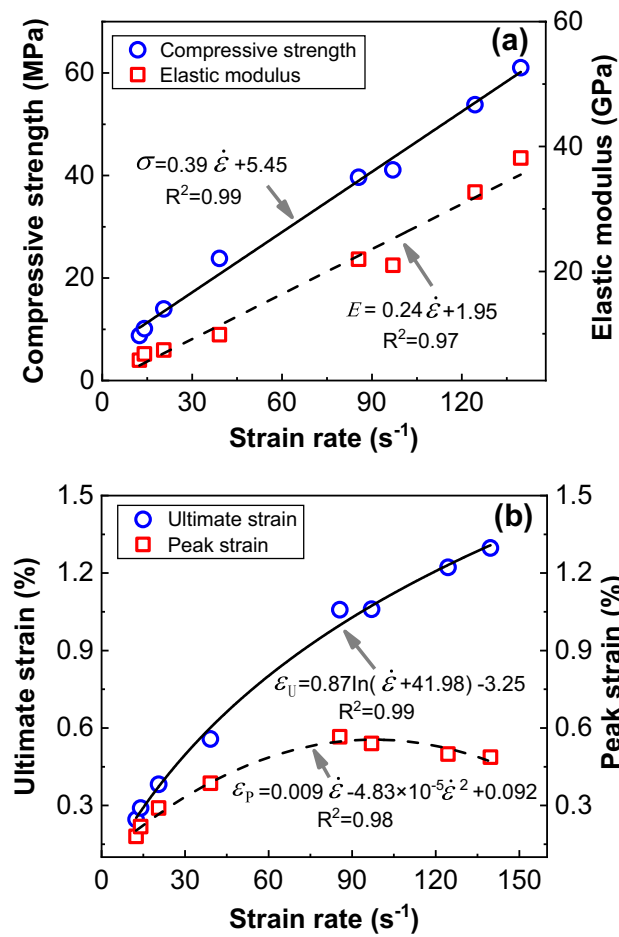 (a)
Compressive strength
Elastic modulus
Compressive strength (MPa)
60
40
20
0
σ=0.39 ε̇ +5.45
R²=0.99
E = 0.24 ε̇ +1.95
R²=0.97
60
40
20
Elastic modulus (GPa)
0 30 60 90 120
Strain rate (s⁻¹)
(b)
Ultimate strain
Peak strain
Ultimate strain (%)
1.5
1.2
0.9
0.6
0.3
ε_U=0.87ln( ε̇ +41.98) -3.25
R²=0.99
ε_P=0.009 ε̇ -4.83×10⁻⁵ε̇ ² +0.092
R²=0.98
1.5
1.2
0.9
0.6
0.3
Peak strain (%)
0 30 60 90 120 150
Strain rate (s⁻¹)